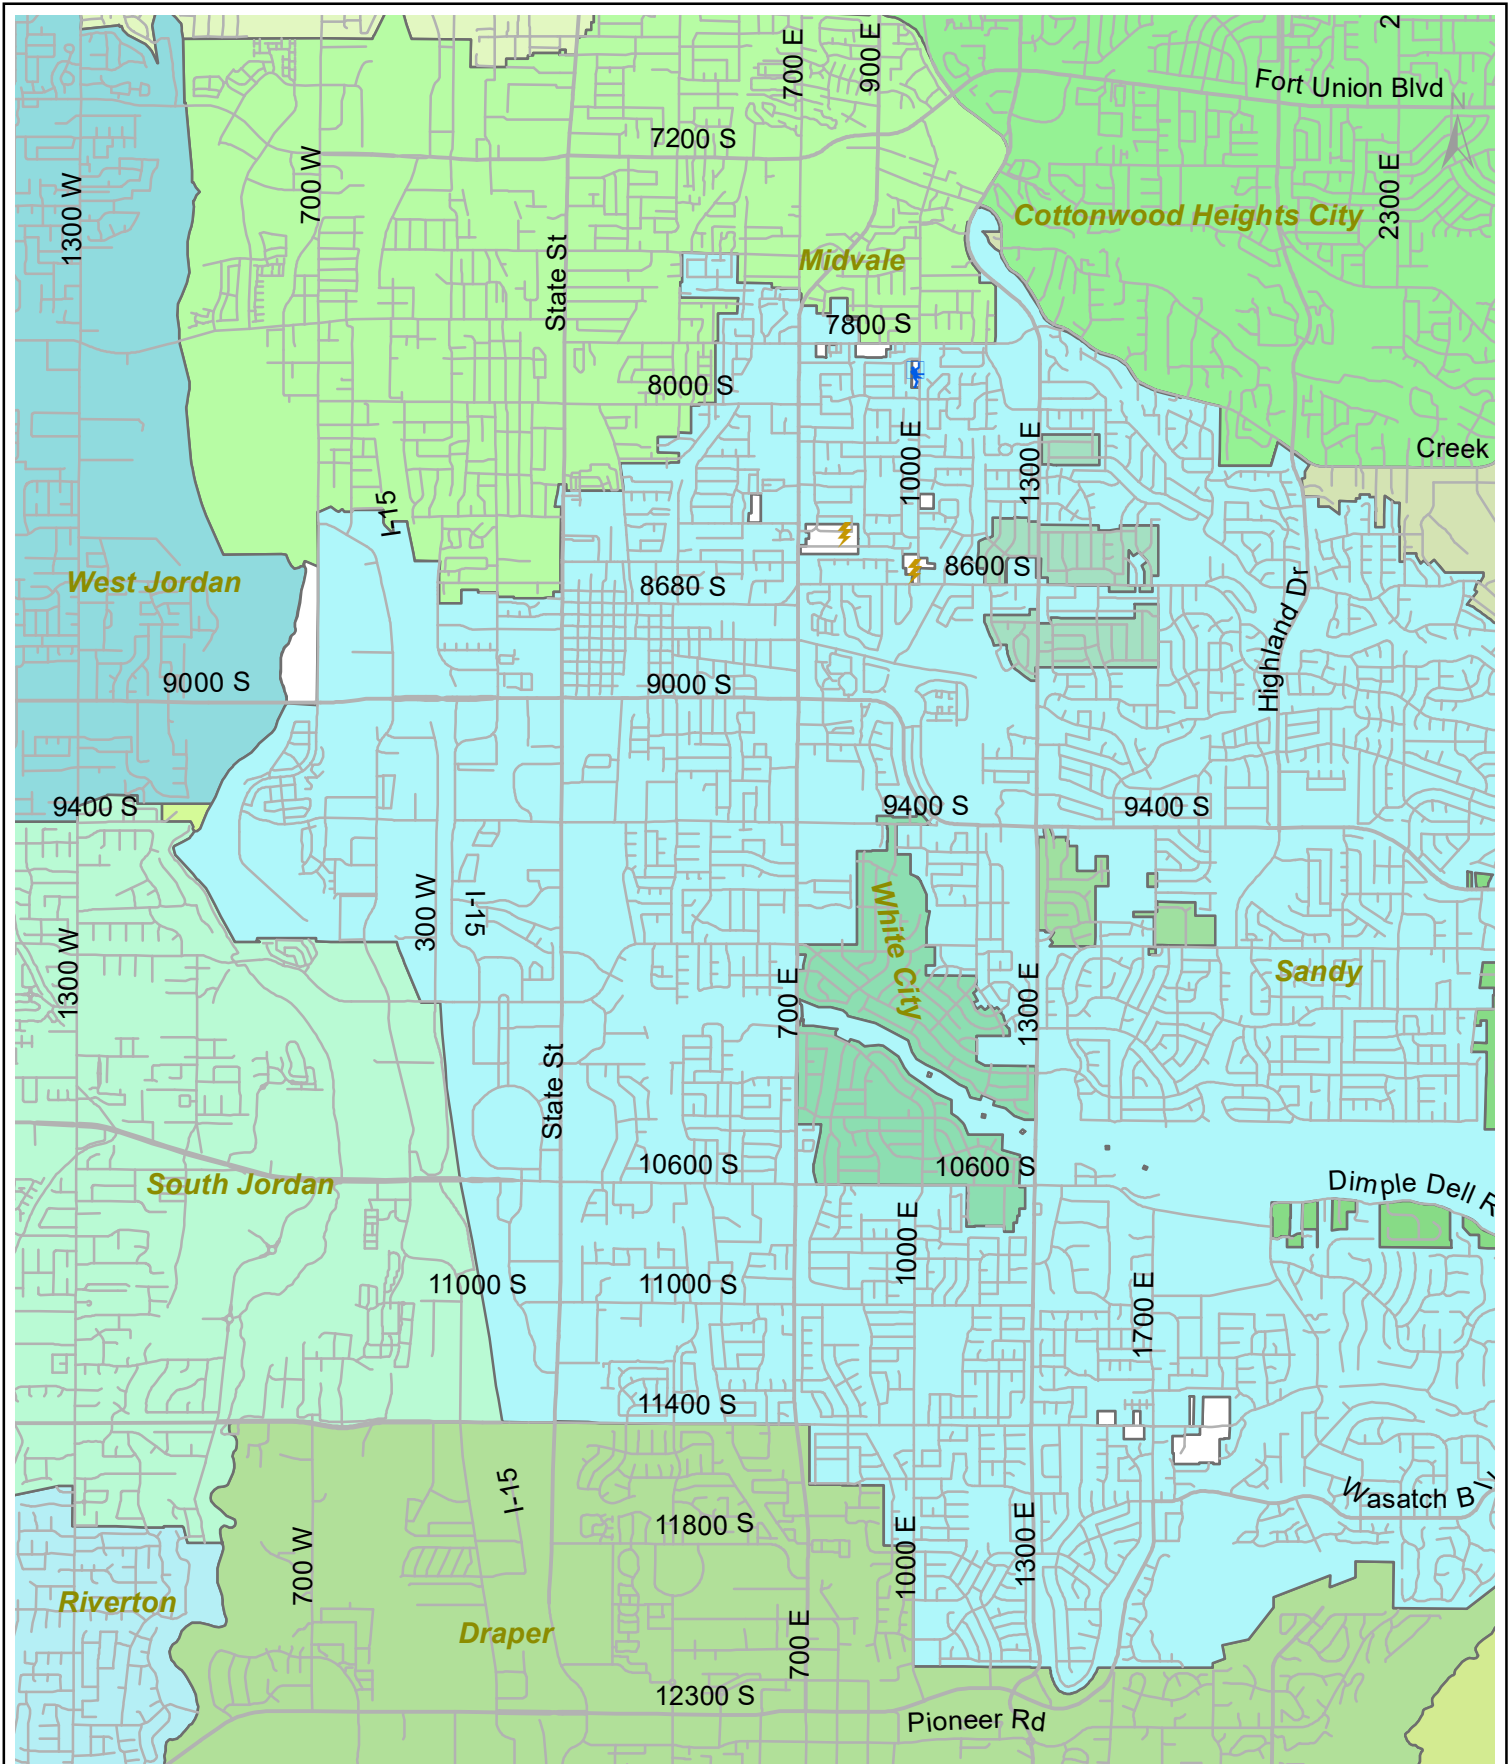 2
700 E
900 E
Fort Union Blvd
N
7200 S
1300 W
700 W
2300 E
Cottonwood Heights City
State St
Midvale
7800 S
8000 S
1000 E
1300 E
Creek
I-15
8600 S
West Jordan
8680 S
Highland Dr
9000 S
9000 S
9400 S
9400 S
9400 S
300 W
I-15
White City
1300 W
Sandy
700 E
1300 E
State St
10600 S
10600 S
South Jordan
Dimple Dell R
1000 E
11000 S
11000 S
1700 E
11400 S
I-15
Wasatch Bl
11800 S
700 W
1000 E
1300 E
Riverton
Draper
700 E
12300 S
Pioneer Rd